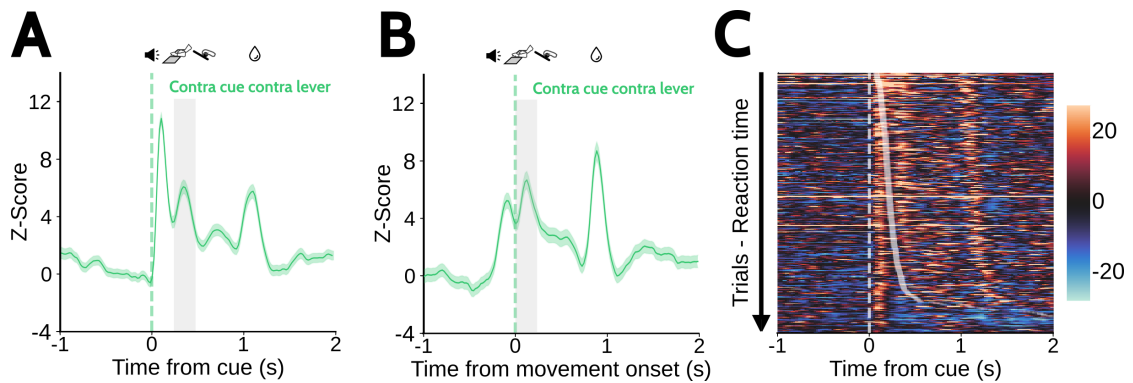 A
Contra cue contra lever
12
8
4
0
-4
Z-Score
-1
0
1
2
Time from cue (s)
B
Contra cue contra lever
12
8
4
0
-4
Z-Score
-1
0
1
2
Time from movement onset (s)
C
Trials - Reaction time
-1
0
1
2
Time from cue (s)
20
0
-20